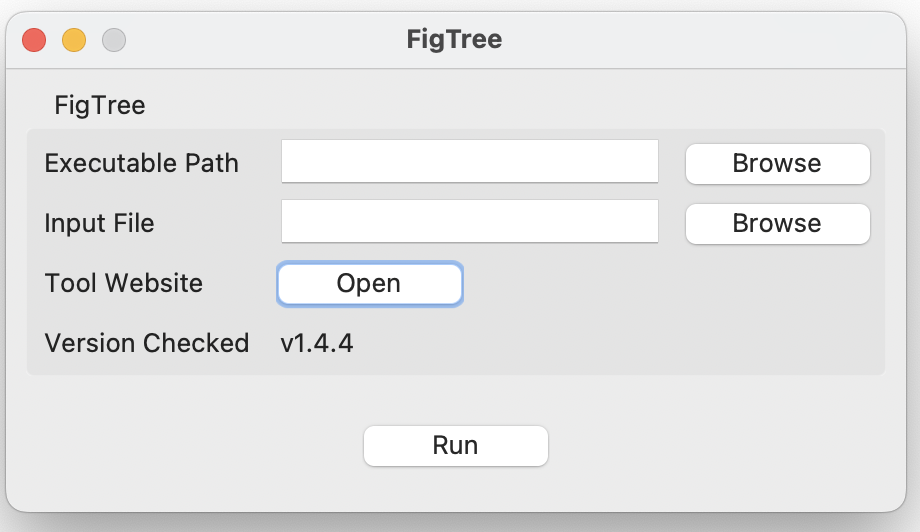 FigTree
FigTree
Executable Path Browse
Input File Browse
Tool Website Open
Version Checked v1.4.4
Run